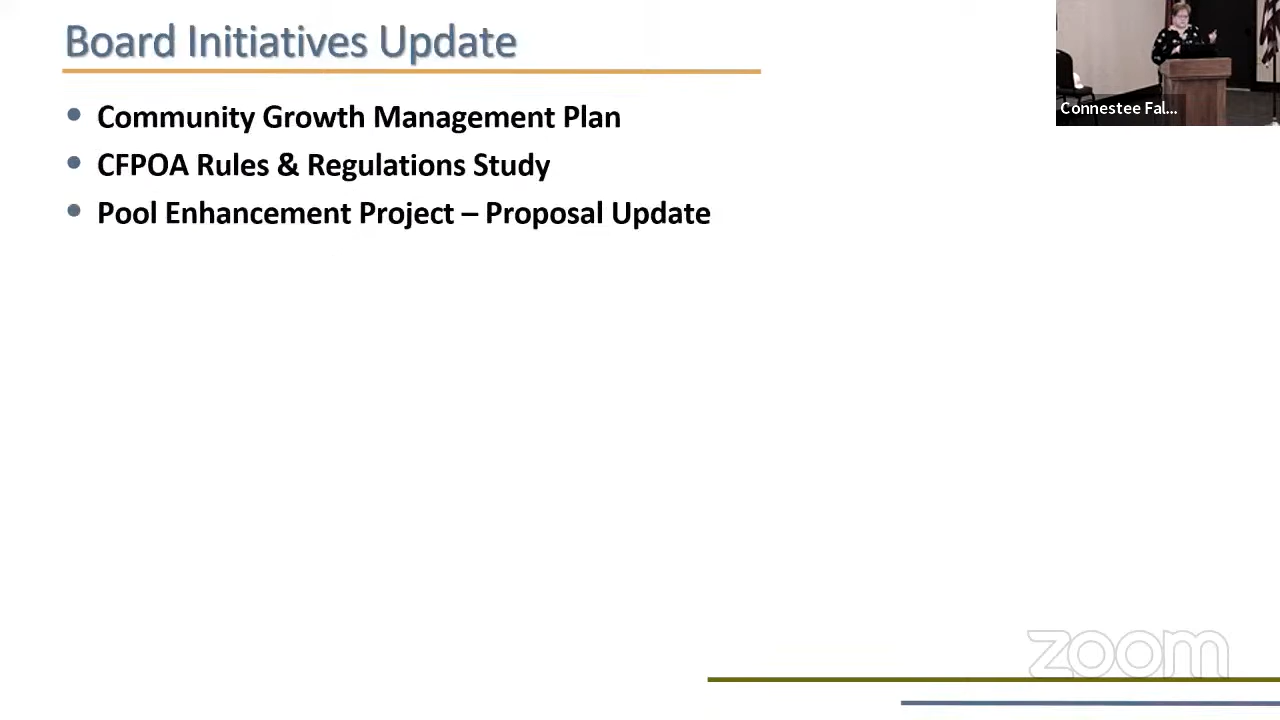 Board Initiatives Update
Connestee Fal...
• Community Growth Management Plan
• CFPOA Rules & Regulations Study
• Pool Enhancement Project – Proposal Update
zoom